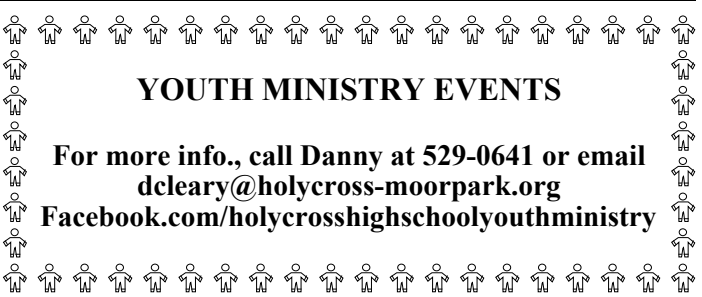 YOUTH MINISTRY EVENTS
For more info., call Danny at 529-0641 or email
dcleary@holycross-moorpark.org
Facebook.com/holycrosshighschoolyouthministry